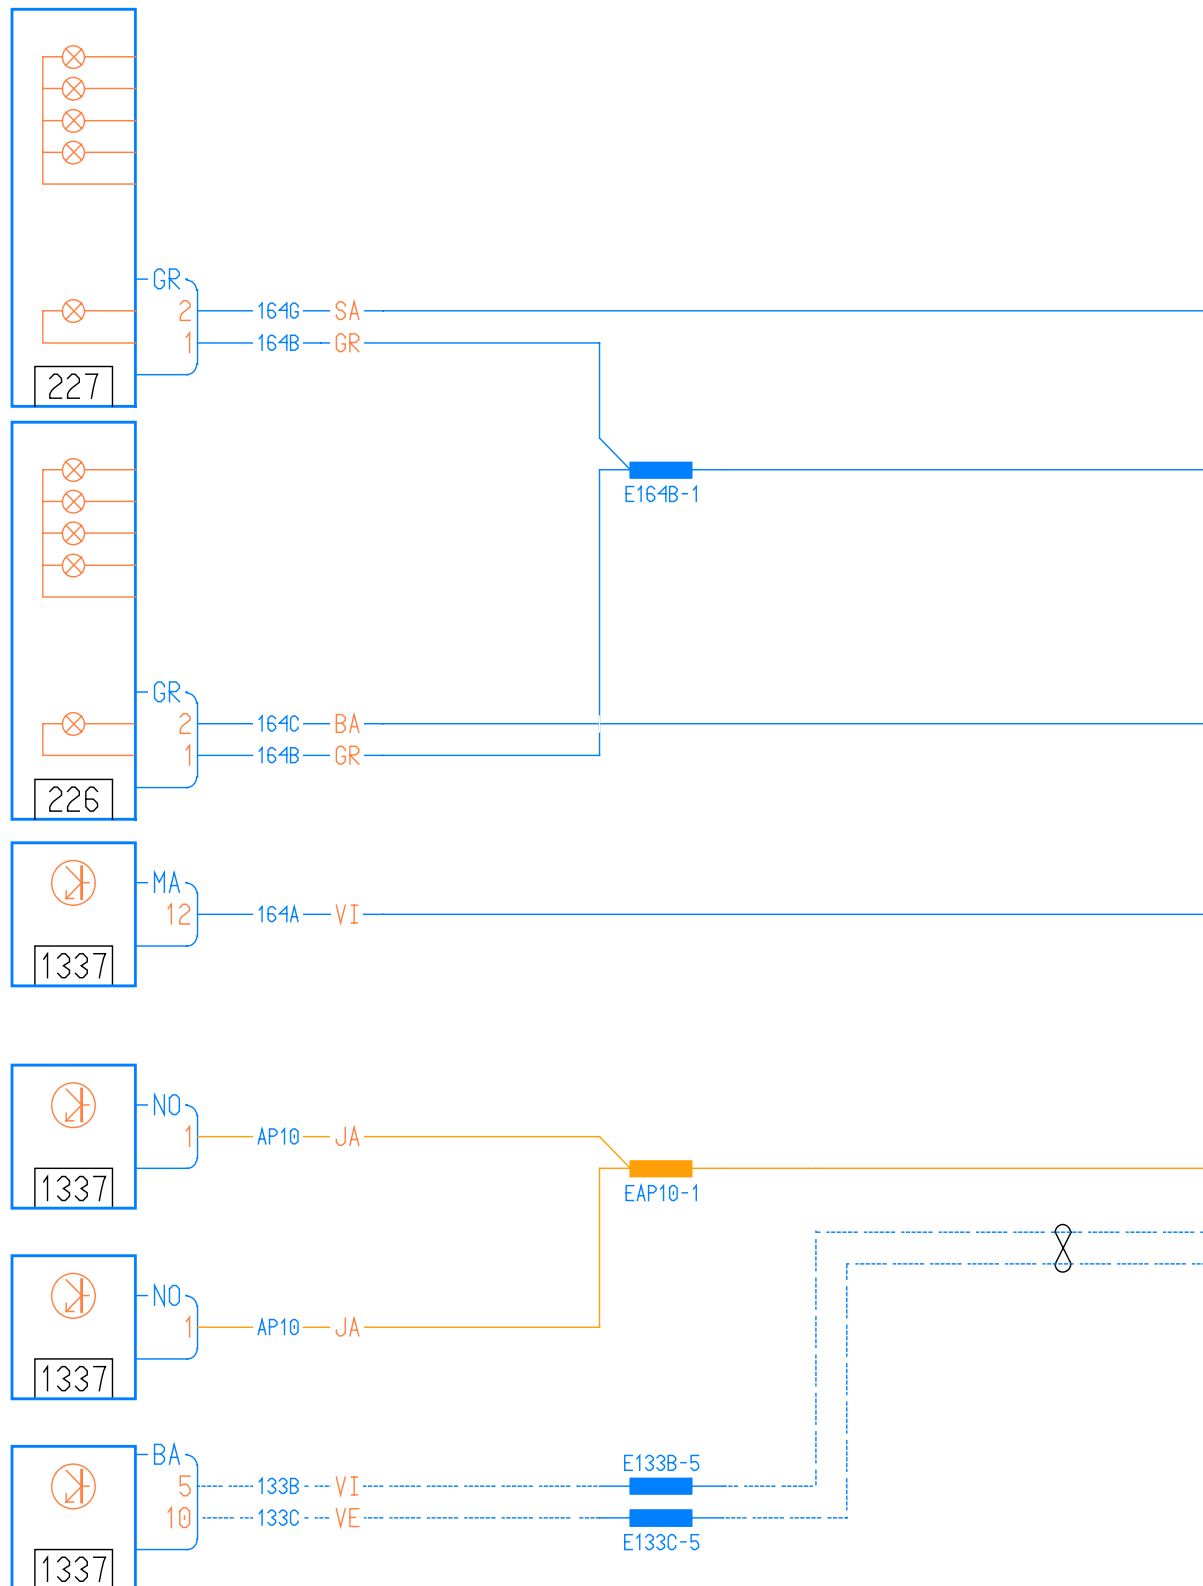 GR
2 164G SA
1 164B GR
227
E164B-1
GR
2 164C BA
1 164B GR
226
MA
12 164A VI
1337
NO
1 AP10 JA
1337
EAP10-1
NO
1 AP10 JA
1337
BA
E133B-5
5 133B VI
10 133C VE
E133C-5
1337